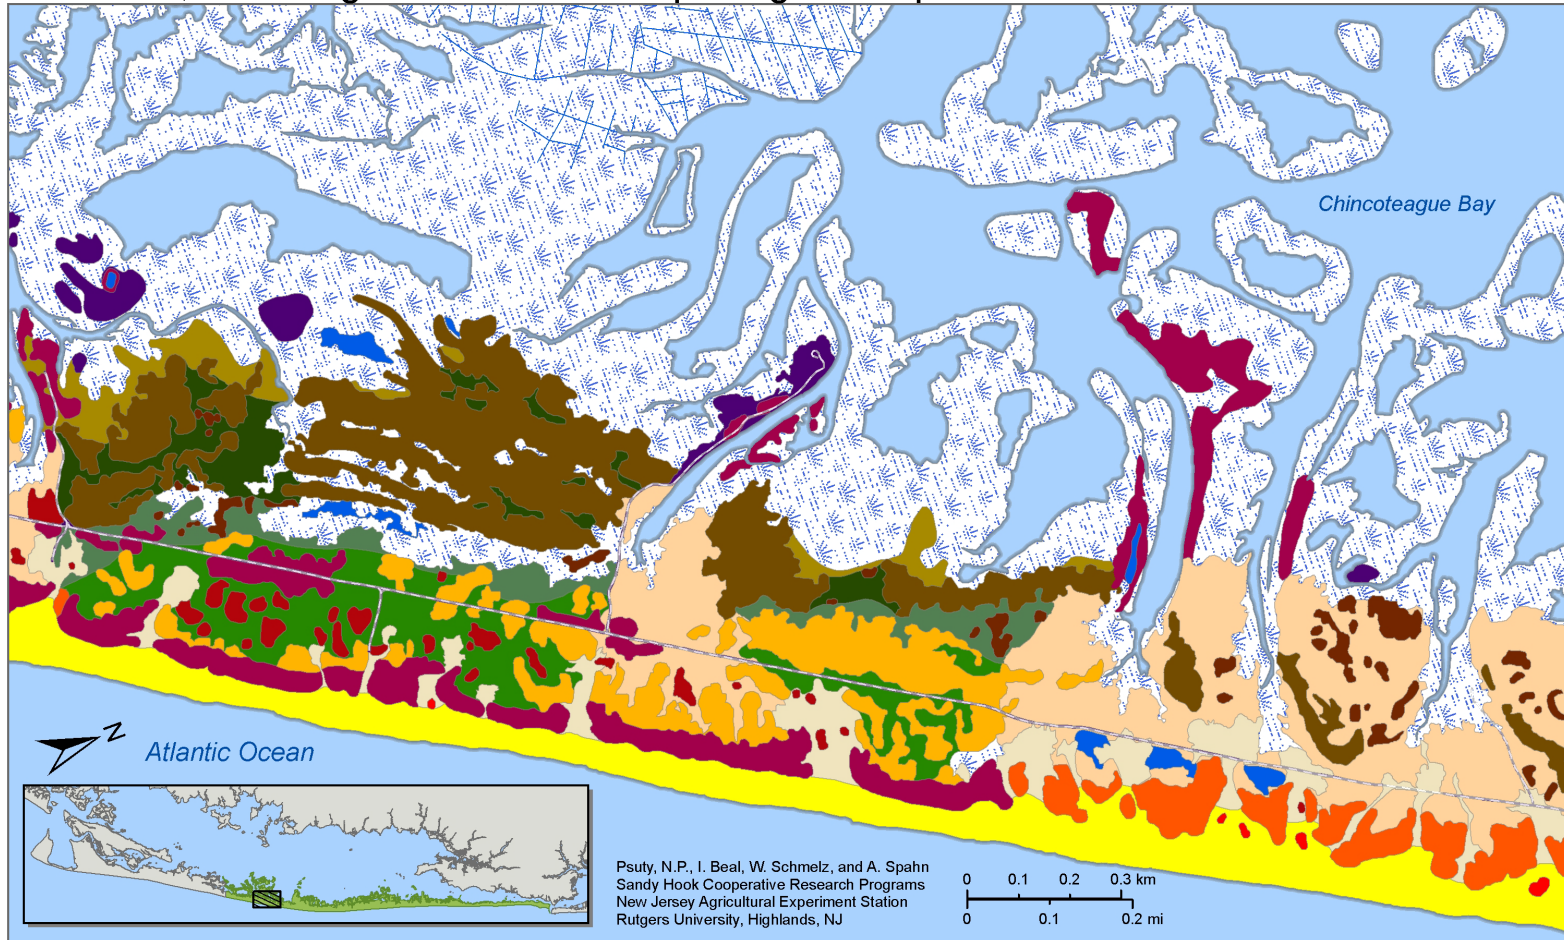 Chincoteague Bay
N
Atlantic Ocean
Psuty, N.P., I. Beal, W. Schmelz, and A. Spahn
Sandy Hook Cooperative Research Programs
New Jersey Agricultural Experiment Station
Rutgers University, Highlands, NJ
0 0.1 0.2 0.3 km
0 0.1 0.2 mi